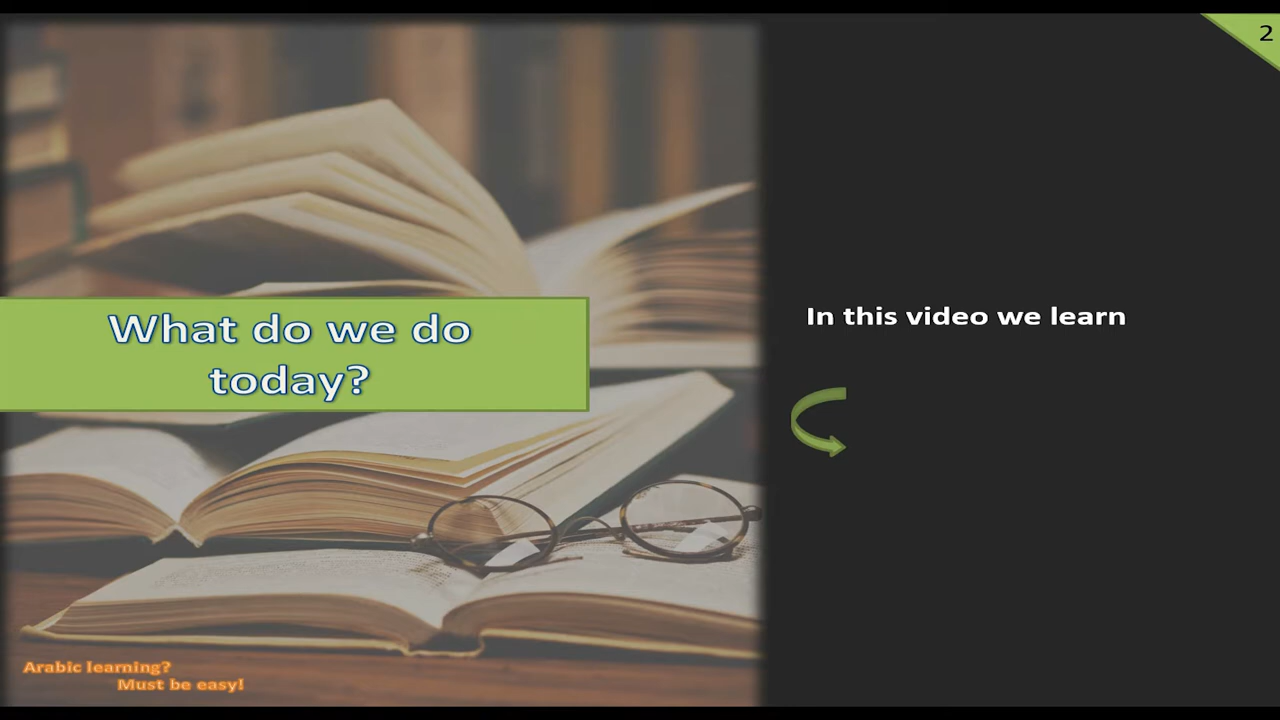 2
What do we do
today?
In this video we learn
Arabic learning?
Must be easy!